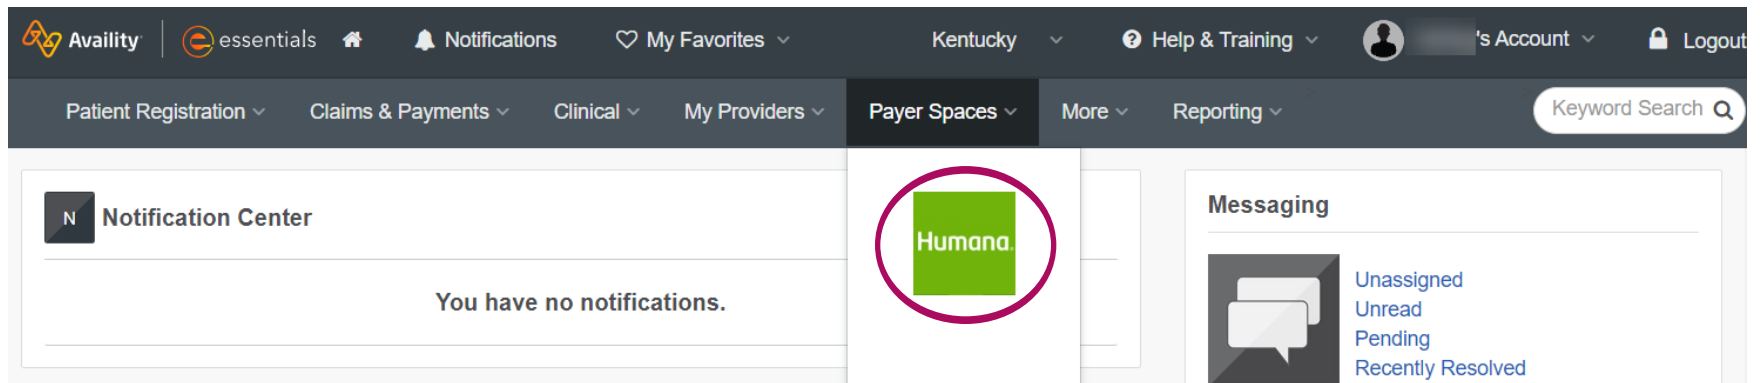 Availity essentials Notifications My Favorites Kentucky Help & Training 's Account Logout
Patient Registration Claims & Payments Clinical My Providers Payer Spaces More Reporting Keyword Search
N Notification Center
You have no notifications.
Humana.
Messaging
Unassigned
Unread
Pending
Recently Resolved